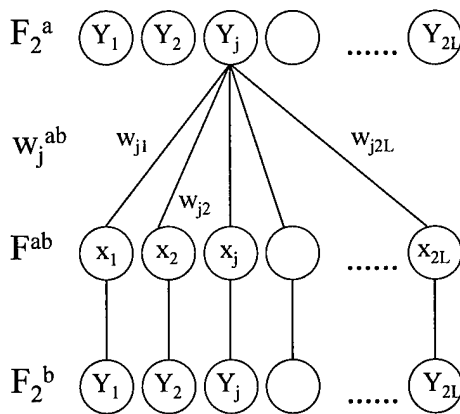 F₂ᵃ Y₁ Y₂ Yⱼ ...... Y₂L
wⱼᵃᵇ wⱼ₁ wⱼ₂ wⱼ₂L
Fᵃᵇ x₁ x₂ xⱼ ...... x₂L
F₂ᵇ Y₁ Y₂ Yⱼ ...... Y₂L